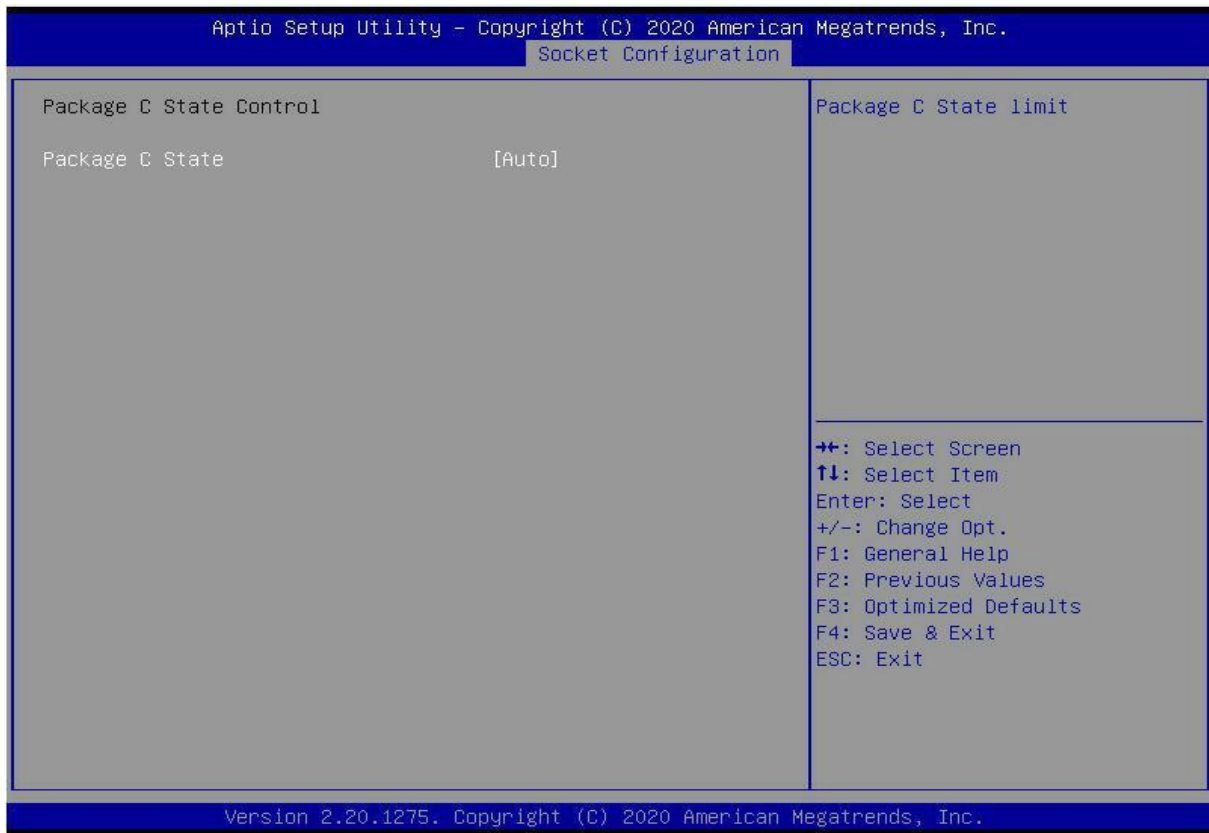 Aptio Setup Utility – Copyright (C) 2020 American Megatrends, Inc.
Socket Configuration
Package C State Control
Package C State [Auto]
Package C State limit
→←: Select Screen
↑↓: Select Item
Enter: Select
+/-: Change Opt.
F1: General Help
F2: Previous Values
F3: Optimized Defaults
F4: Save & Exit
ESC: Exit
Version 2.20.1275. Copyright (C) 2020 American Megatrends, Inc.